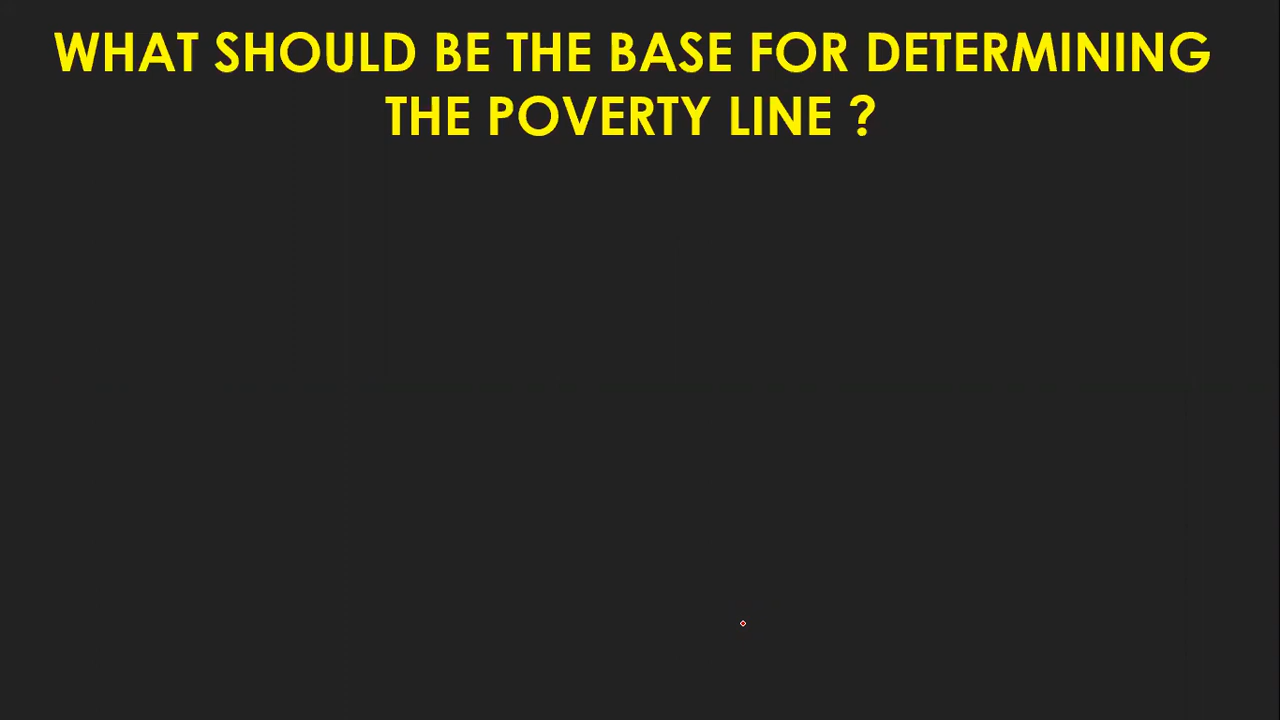 WHAT SHOULD BE THE BASE FOR DETERMINING
THE POVERTY LINE ?